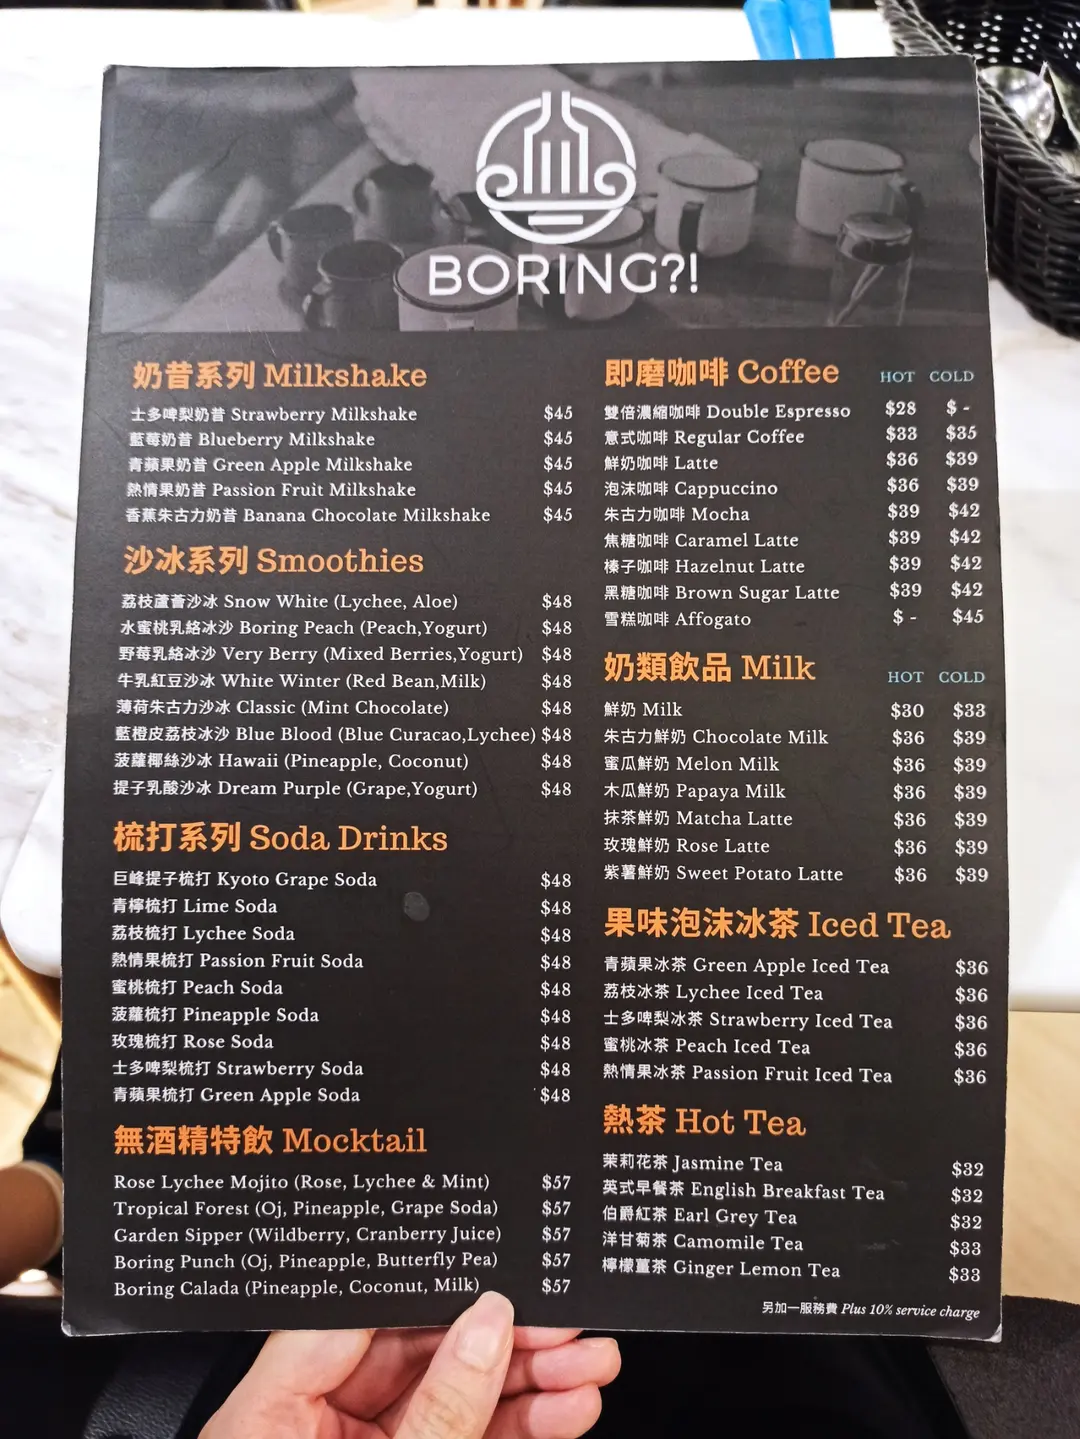 BORING?!
奶昔系列 Milkshake
士多啤梨奶昔 Strawberry Milkshake $45
藍莓奶昔 Blueberry Milkshake $45
青蘋果奶昔 Green Apple Milkshake $45
熱情果奶昔 Passion Fruit Milkshake $45
香蕉朱古力奶昔 Banana Chocolate Milkshake $45
沙冰系列 Smoothies
荔枝蘆薈沙冰 Snow White (Lychee, Aloe) $48
水蜜桃乳絡冰沙 Boring Peach (Peach,Yogurt) $48
野莓乳絡冰沙 Very Berry (Mixed Berries,Yogurt) $48
牛乳紅豆沙冰 White Winter (Red Bean,Milk) $48
薄荷朱古力沙冰 Classic (Mint Chocolate) $48
藍橙皮荔枝冰沙 Blue Blood (Blue Curacao,Lychee) $48
菠蘿椰絲沙冰 Hawaii (Pineapple, Coconut) $48
提子乳酸沙冰 Dream Purple (Grape,Yogurt) $48
梳打系列 Soda Drinks
巨峰提子梳打 Kyoto Grape Soda $48
青檸梳打 Lime Soda $48
荔枝梳打 Lychee Soda $48
熱情果梳打 Passion Fruit Soda $48
蜜桃梳打 Peach Soda $48
菠蘿梳打 Pineapple Soda $48
玫瑰梳打 Rose Soda $48
士多啤梨梳打 Strawberry Soda $48
青蘋果梳打 Green Apple Soda $48
無酒精特飲 Mocktail
Rose Lychee Mojito (Rose, Lychee & Mint) $57
Tropical Forest (Oj, Pineapple, Grape Soda) $57
Garden Sipper (Wildberry, Cranberry Juice) $57
Boring Punch (Oj, Pineapple, Butterfly Pea) $57
Boring Calada (Pineapple, Coconut, Milk) $57
即磨咖啡 Coffee HOT COLD
雙倍濃縮咖啡 Double Espresso $28 $ -
意式咖啡 Regular Coffee $33 $35
鮮奶咖啡 Latte $36 $39
泡沫咖啡 Cappuccino $36 $39
朱古力咖啡 Mocha $39 $42
焦糖咖啡 Caramel Latte $39 $42
榛子咖啡 Hazelnut Latte $39 $42
黑糖咖啡 Brown Sugar Latte $39 $42
雪糕咖啡 Affogato $ - $45
奶類飲品 Milk HOT COLD
鮮奶 Milk $30 $33
朱古力鮮奶 Chocolate Milk $36 $39
蜜瓜鮮奶 Melon Milk $36 $39
木瓜鮮奶 Papaya Milk $36 $39
抹茶鮮奶 Matcha Latte $36 $39
玫瑰鮮奶 Rose Latte $36 $39
紫薯鮮奶 Sweet Potato Latte $36 $39
果味泡沫冰茶 Iced Tea
青蘋果冰茶 Green Apple Iced Tea $36
荔枝冰茶 Lychee Iced Tea $36
士多啤梨冰茶 Strawberry Iced Tea $36
蜜桃冰茶 Peach Iced Tea $36
熱情果冰茶 Passion Fruit Iced Tea $36
熱茶 Hot Tea
茉莉花茶 Jasmine Tea $32
英式早餐茶 English Breakfast Tea $32
伯爵紅茶 Earl Grey Tea $32
洋甘菊茶 Camomile Tea $33
檸檬薑茶 Ginger Lemon Tea $33
另加一服務費 Plus 10% service charge